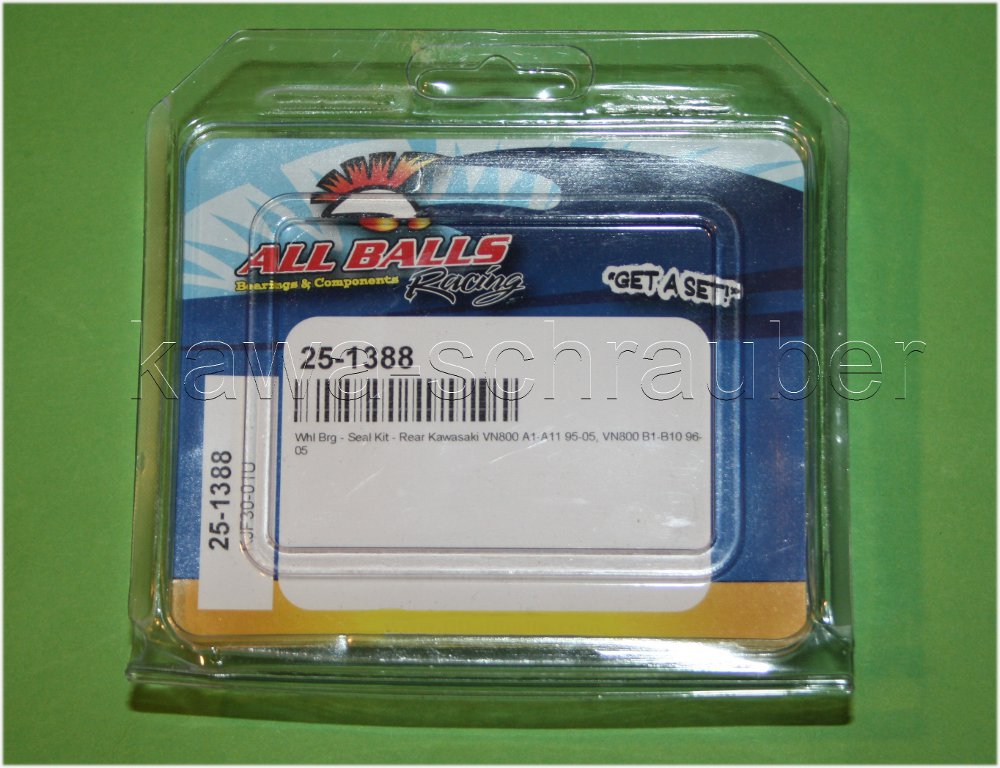 ALL BALLS
Racing
Bearings & Components
"GET A SET!"
kawa-schrauber
25-1388
Whl Brg - Seal Kit - Rear Kawasaki VN800 A1-A11 95-05, VN800 B1-B10 96-
05
25-1388